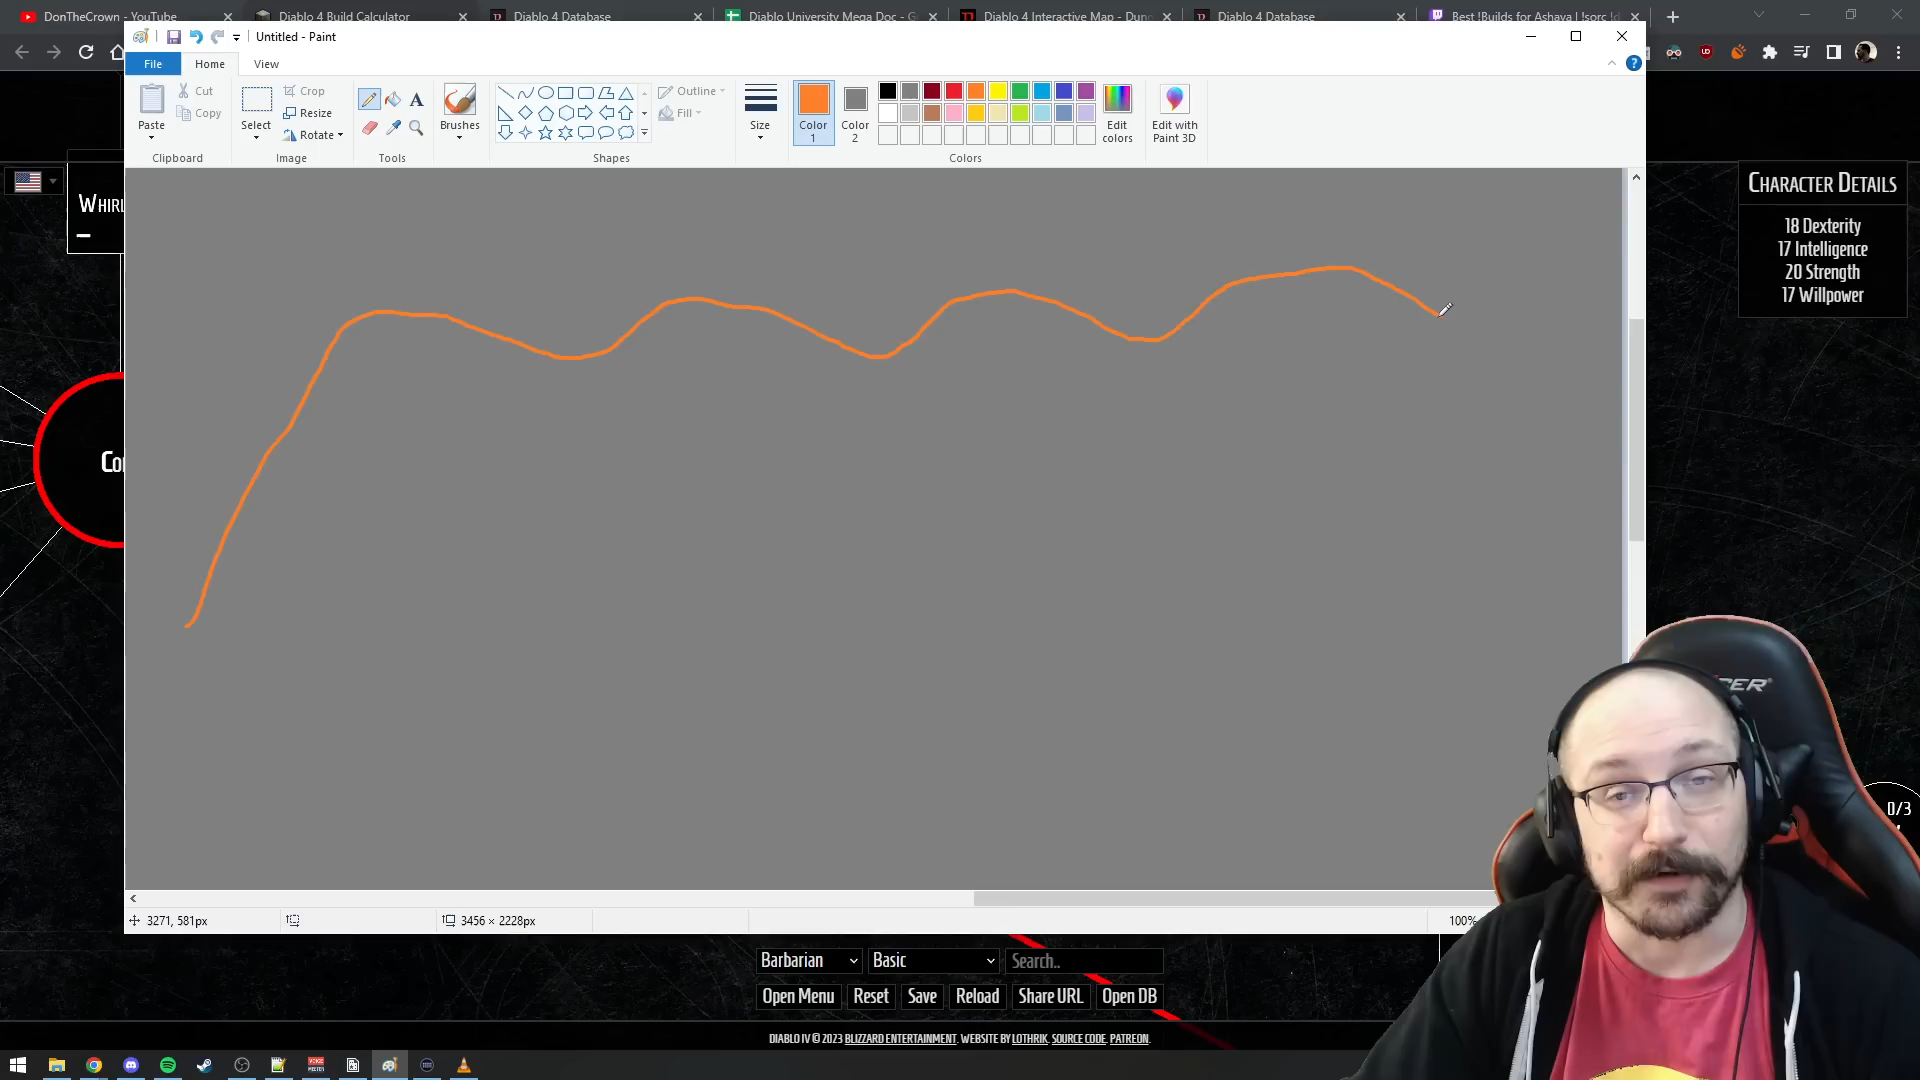 DonTheCrown - YouTube
Diablo 4 Build Calculator
Diablo 4 Database
Diablo University Mega Doc - G
Diablo 4 Interactive Map - Dun
Diablo 4 Database
Best !Builds for Ashava | !sorc !d
Untitled - Paint
File
Home
View
Paste
Cut
Copy
Clipboard
Select
Crop
Resize
Rotate
Image
Tools
Brushes
Outline
Fill
Shapes
Size
Color
1
Color
2
Edit
colors
Edit with
Paint 3D
Colors
Whirl
Character Details
18 Dexterity
17 Intelligence
20 Strength
17 Willpower
0/3
3271, 581px
3456 × 2228px
100%
Barbarian
Basic
Search..
Open Menu
Reset
Save
Reload
Share URL
Open DB
DIABLO IV © 2023 BLIZZARD ENTERTAINMENT. WEBSITE BY LOTHRIK. SOURCE CODE. PATREON.